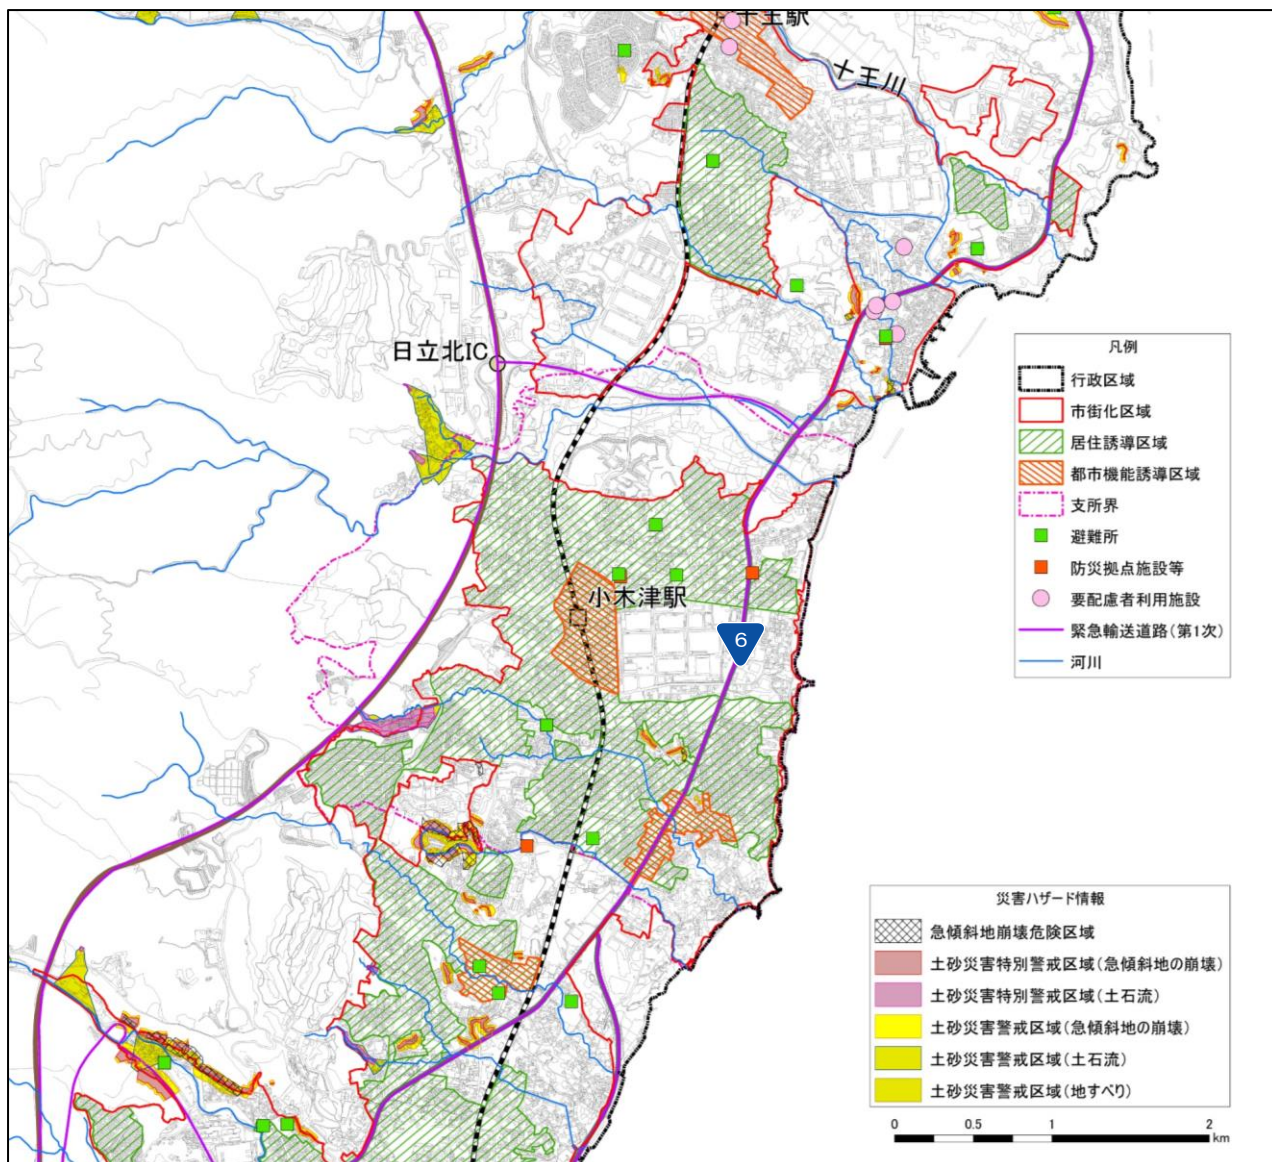 十王駅
十王川
日立北IC
小木津駅
6
凡例
行政区域
市街化区域
居住誘導区域
都市機能誘導区域
支所界
避難所
防災拠点施設等
要配慮者利用施設
緊急輸送道路(第1次)
河川
災害ハザード情報
急傾斜地崩壊危険区域
土砂災害特別警戒区域(急傾斜地の崩壊)
土砂災害特別警戒区域(土石流)
土砂災害警戒区域(急傾斜地の崩壊)
土砂災害警戒区域(土石流)
土砂災害警戒区域(地すべり)
0 0.5 1 2
km